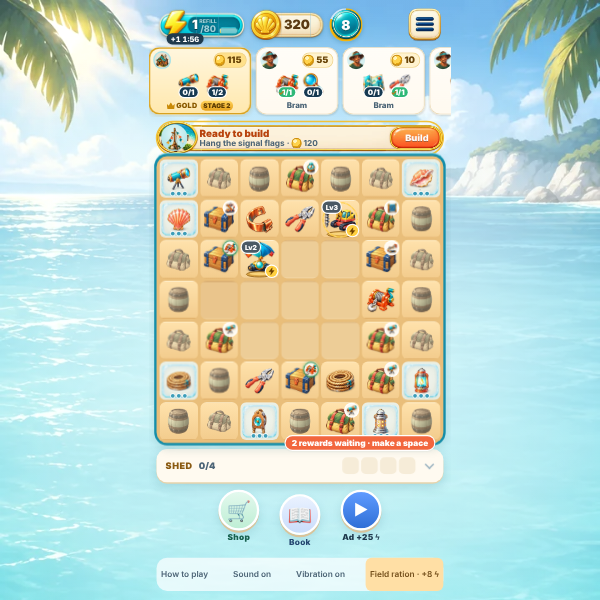 1 REFILL /80
320
8
+1 1:56
115
55
10
0/1
1/2
1/1
0/1
0/1
1/1
GOLD STAGE 2
Bram
Bram
Ready to build
Hang the signal flags · 120
Build
Lv3
Lv2
2 rewards waiting · make a space
SHED 0/4
Shop
Book
Ad +25 ϟ
How to play
Sound on
Vibration on
Field ration · +8 ϟ